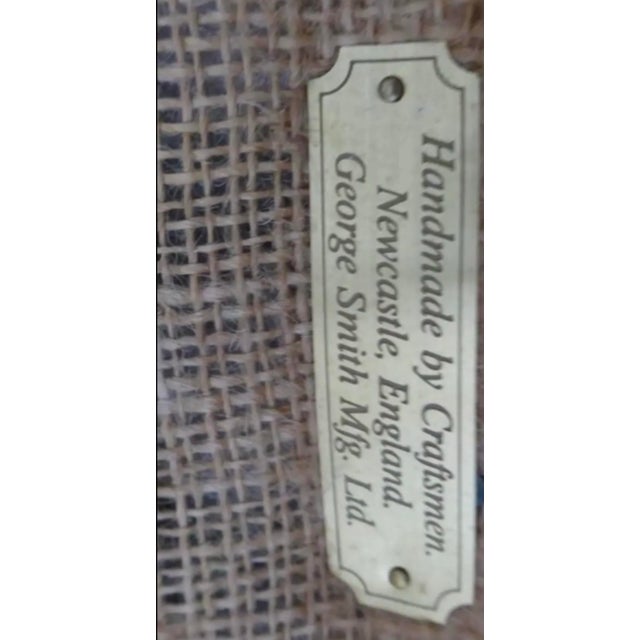 Handmade by Craftsmen.
Newcastle, England.
George Smith Mfg. Ltd.